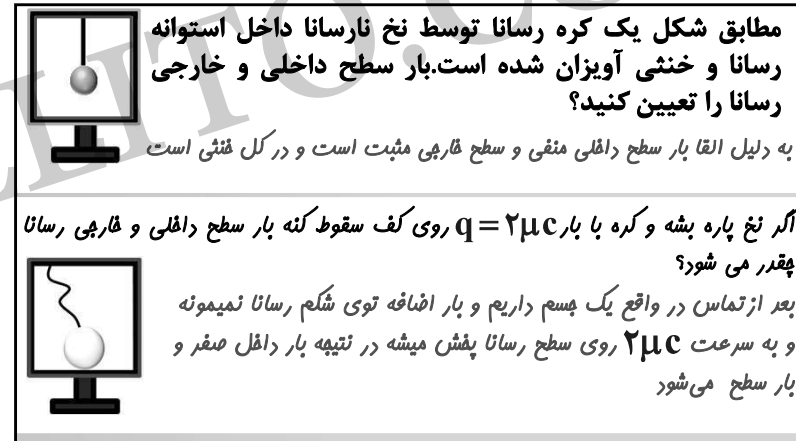 مطابق شکل یک کره رسانا توسط نخ نارسانا داخل استوانه
رسانا و خنثی آویزان شده است.بار سطح داخلی و خارجی
رسانا را تعیین کنید؟
به دلیل القا بار سطح داخلی منفی و سطح خارجی مثبت است و در کل خنثی است
اگر نخ پاره بشه و کره با بار q=۲μc روی کف سقوط کنه بار سطح داخلی و خارجی رسانا
چقدر می شود؟
بعد از تماس در واقع یک جسم داریم و بار اضافه توی شکم رسانا نمیمونه
و به سرعت ۲μc روی سطح رسانا پخش میشه در نتیجه بار داخل صفر و
بار سطح می‌شود